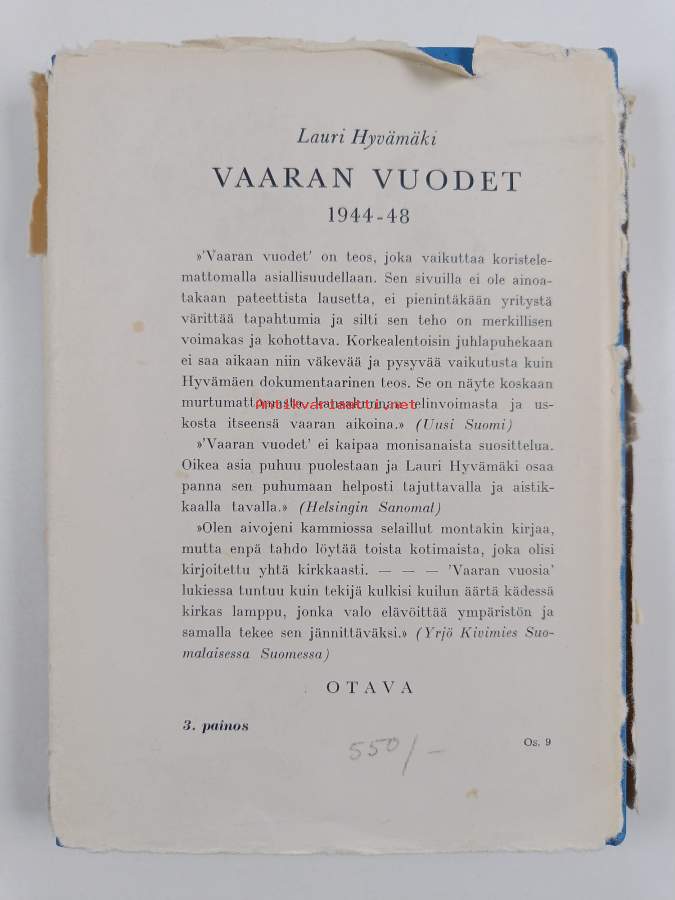 Lauri Hyvämäki
VAARAN VUODET
1944-48
»'Vaaran vuodet' on teos, joka vaikuttaa koristele-
mattomalla asiallisuudellaan. Sen sivuilla ei ole ainoa-
takaan pateettista lausetta, ei pienintäkään yritystä
värittää tapahtumia ja silti sen teho on merkillisen
voimakas ja kohottava. Korkealentoisin juhlapuhekaan
ei saa aikaan niin väkevää ja pysyvää vaikutusta kuin
Hyvämäen dokumentaarinen teos. Se on näyte koskaan
murtumattomasta kansakunnan elinvoimasta ja us-
Antikvariaatti.net
kosta itseensä vaaran aikoina.» (Uusi Suomi)
»'Vaaran vuodet' ei kaipaa monisanaista suosittelua.
Oikea asia puhuu puolestaan ja Lauri Hyvämäki osaa
panna sen puhumaan helposti tajuttavalla ja aistik-
kaalla tavalla.» (Helsingin Sanomat)
»Olen aivojeni kammiossa selaillut montakin kirjaa,
mutta enpä tahdo löytää toista kotimaista, joka olisi
kirjoitettu yhtä kirkkaasti. — — — 'Vaaran vuosia'
lukiessa tuntuu kuin tekijä kulkisi kuilun äärtä kädessä
kirkas lamppu, jonka valo elävöittää ympäristön ja
samalla tekee sen jännittäväksi.» (Yrjö Kivimies Suo-
malaisessa Suomessa)
OTAVA
3. painos
550/–
Os. 9